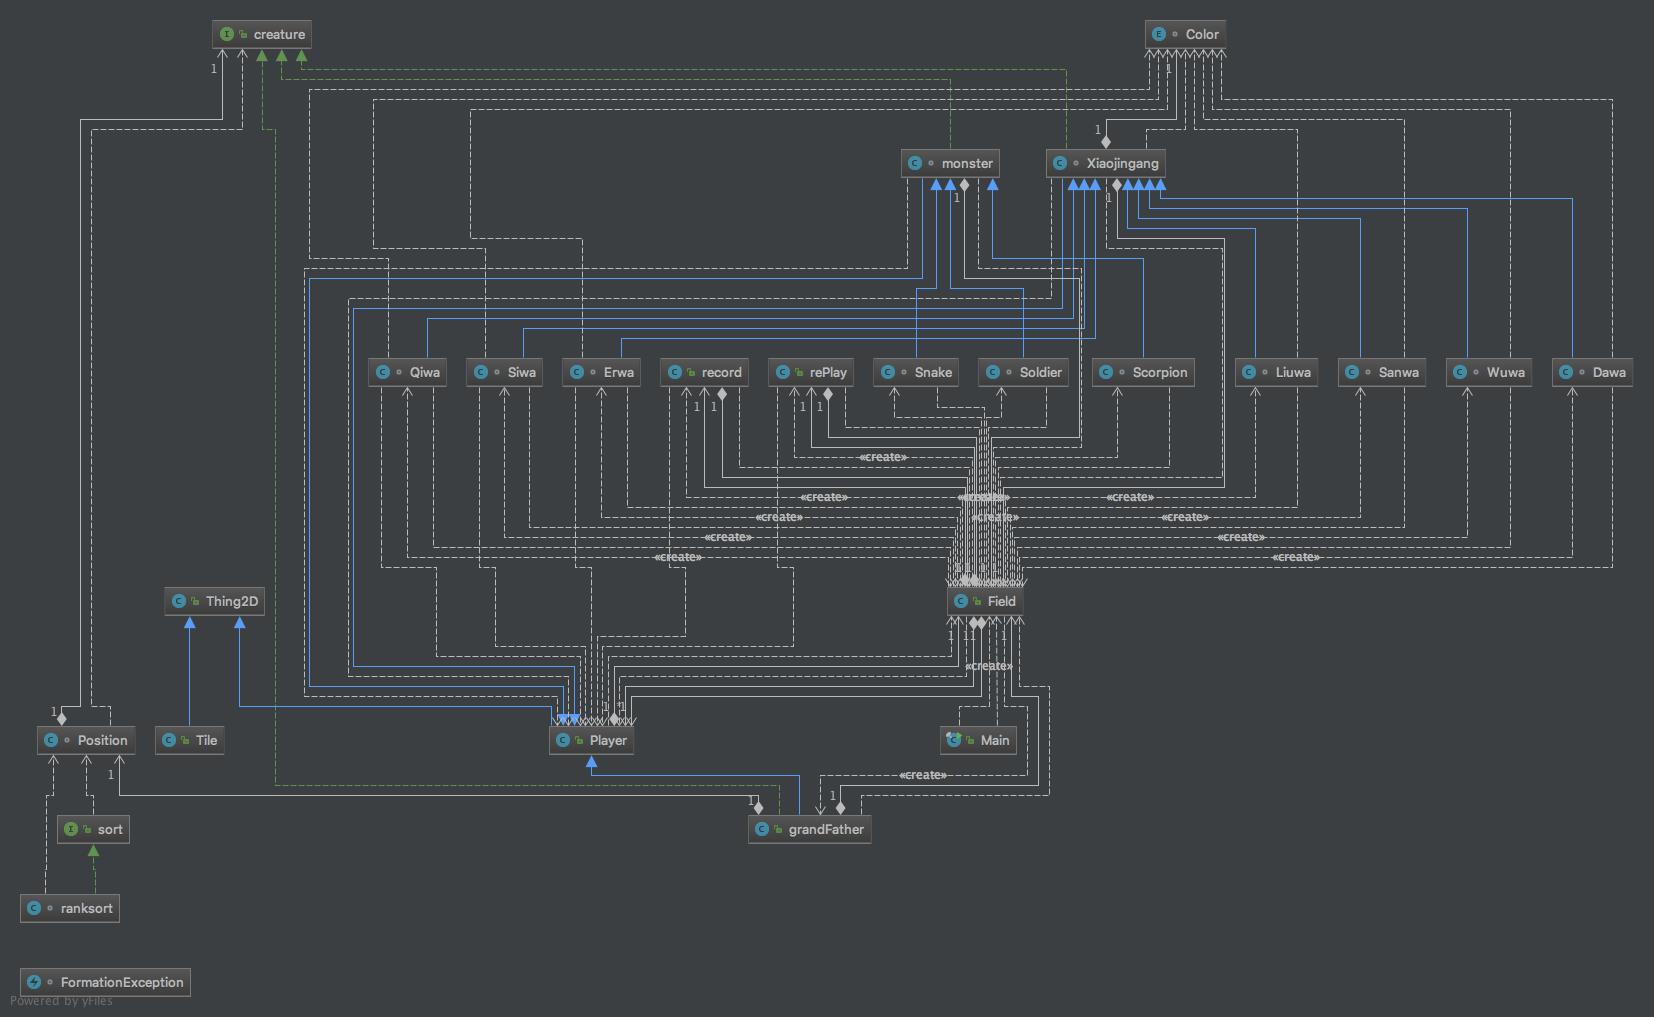 creature
Color
1
1
1
monster
Xiaojingang
1
1
Qiwa
Siwa
Erwa
record
rePlay
Snake
Soldier
Scorpion
Liuwa
Sanwa
Wuwa
Dawa
1
1
1
1
«create»
«create»
«create»
«create»
«create»
«create»
«create»
«create»
«create»
«create»
«create»
Thing2D
Field
1
11
1
«create»
1
1
Position
Tile
Player
Main
1
«create»
1
1
sort
grandFather
ranksort
FormationException
Powered by yFiles